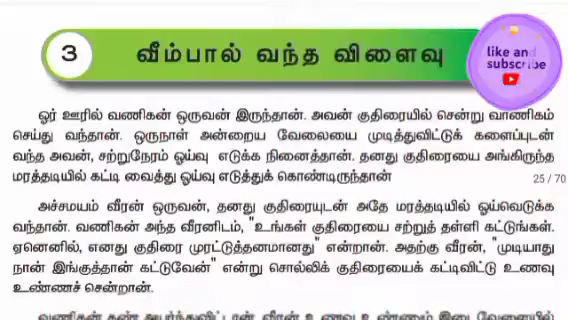 3 வீம்பால் வந்த விளைவு
like and subscribe
ஓர் ஊரில் வணிகன் ஒருவன் இருந்தான். அவன் குதிரையில் சென்று வாணிகம்
செய்து வந்தான். ஒருநாள் அன்றைய வேலையை முடித்துவிட்டுக் களைப்புடன்
வந்த அவன், சற்றுநேரம் ஓய்வு எடுக்க நினைத்தான். தனது குதிரையை அங்கிருந்த
மரத்தடியில் கட்டி வைத்து ஓய்வு எடுத்துக் கொண்டிருந்தான்
25 / 70
அச்சமயம் வீரன் ஒருவன், தனது குதிரையுடன் அதே மரத்தடியில் ஓய்வெடுக்க
வந்தான். வணிகன் அந்த வீரனிடம், "உங்கள் குதிரையை சற்றுத் தள்ளி கட்டுங்கள்.
ஏனெனில், எனது குதிரை முரட்டுத்தனமானது" என்றான். அதற்கு வீரன், "முடியாது
நான் இங்குத்தான் கட்டுவேன்" என்று சொல்லிக் குதிரையைக் கட்டிவிட்டு உணவு
உண்ணச் சென்றான்.